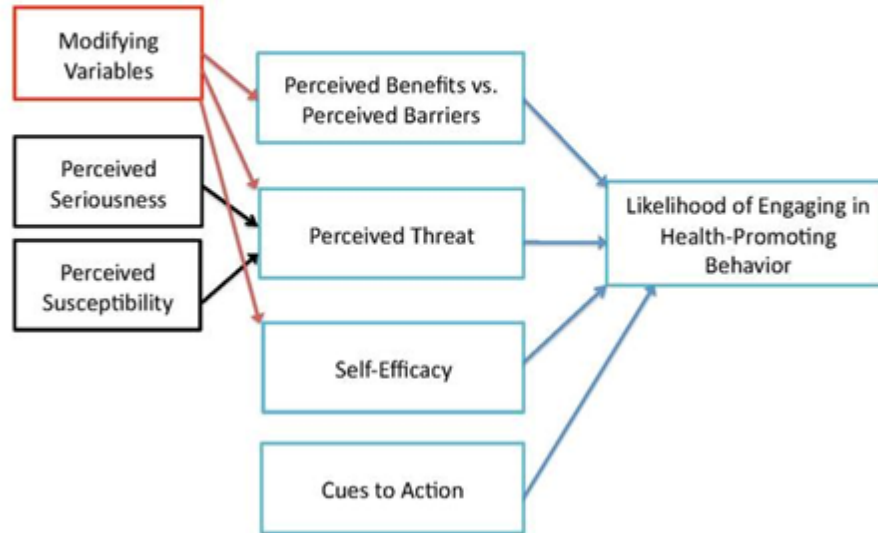 Modifying
Variables
Perceived Benefits vs.
Perceived Barriers
Perceived
Seriousness
Perceived
Susceptibility
Perceived Threat
Likelihood of Engaging in
Health-Promoting
Behavior
Self-Efficacy
Cues to Action